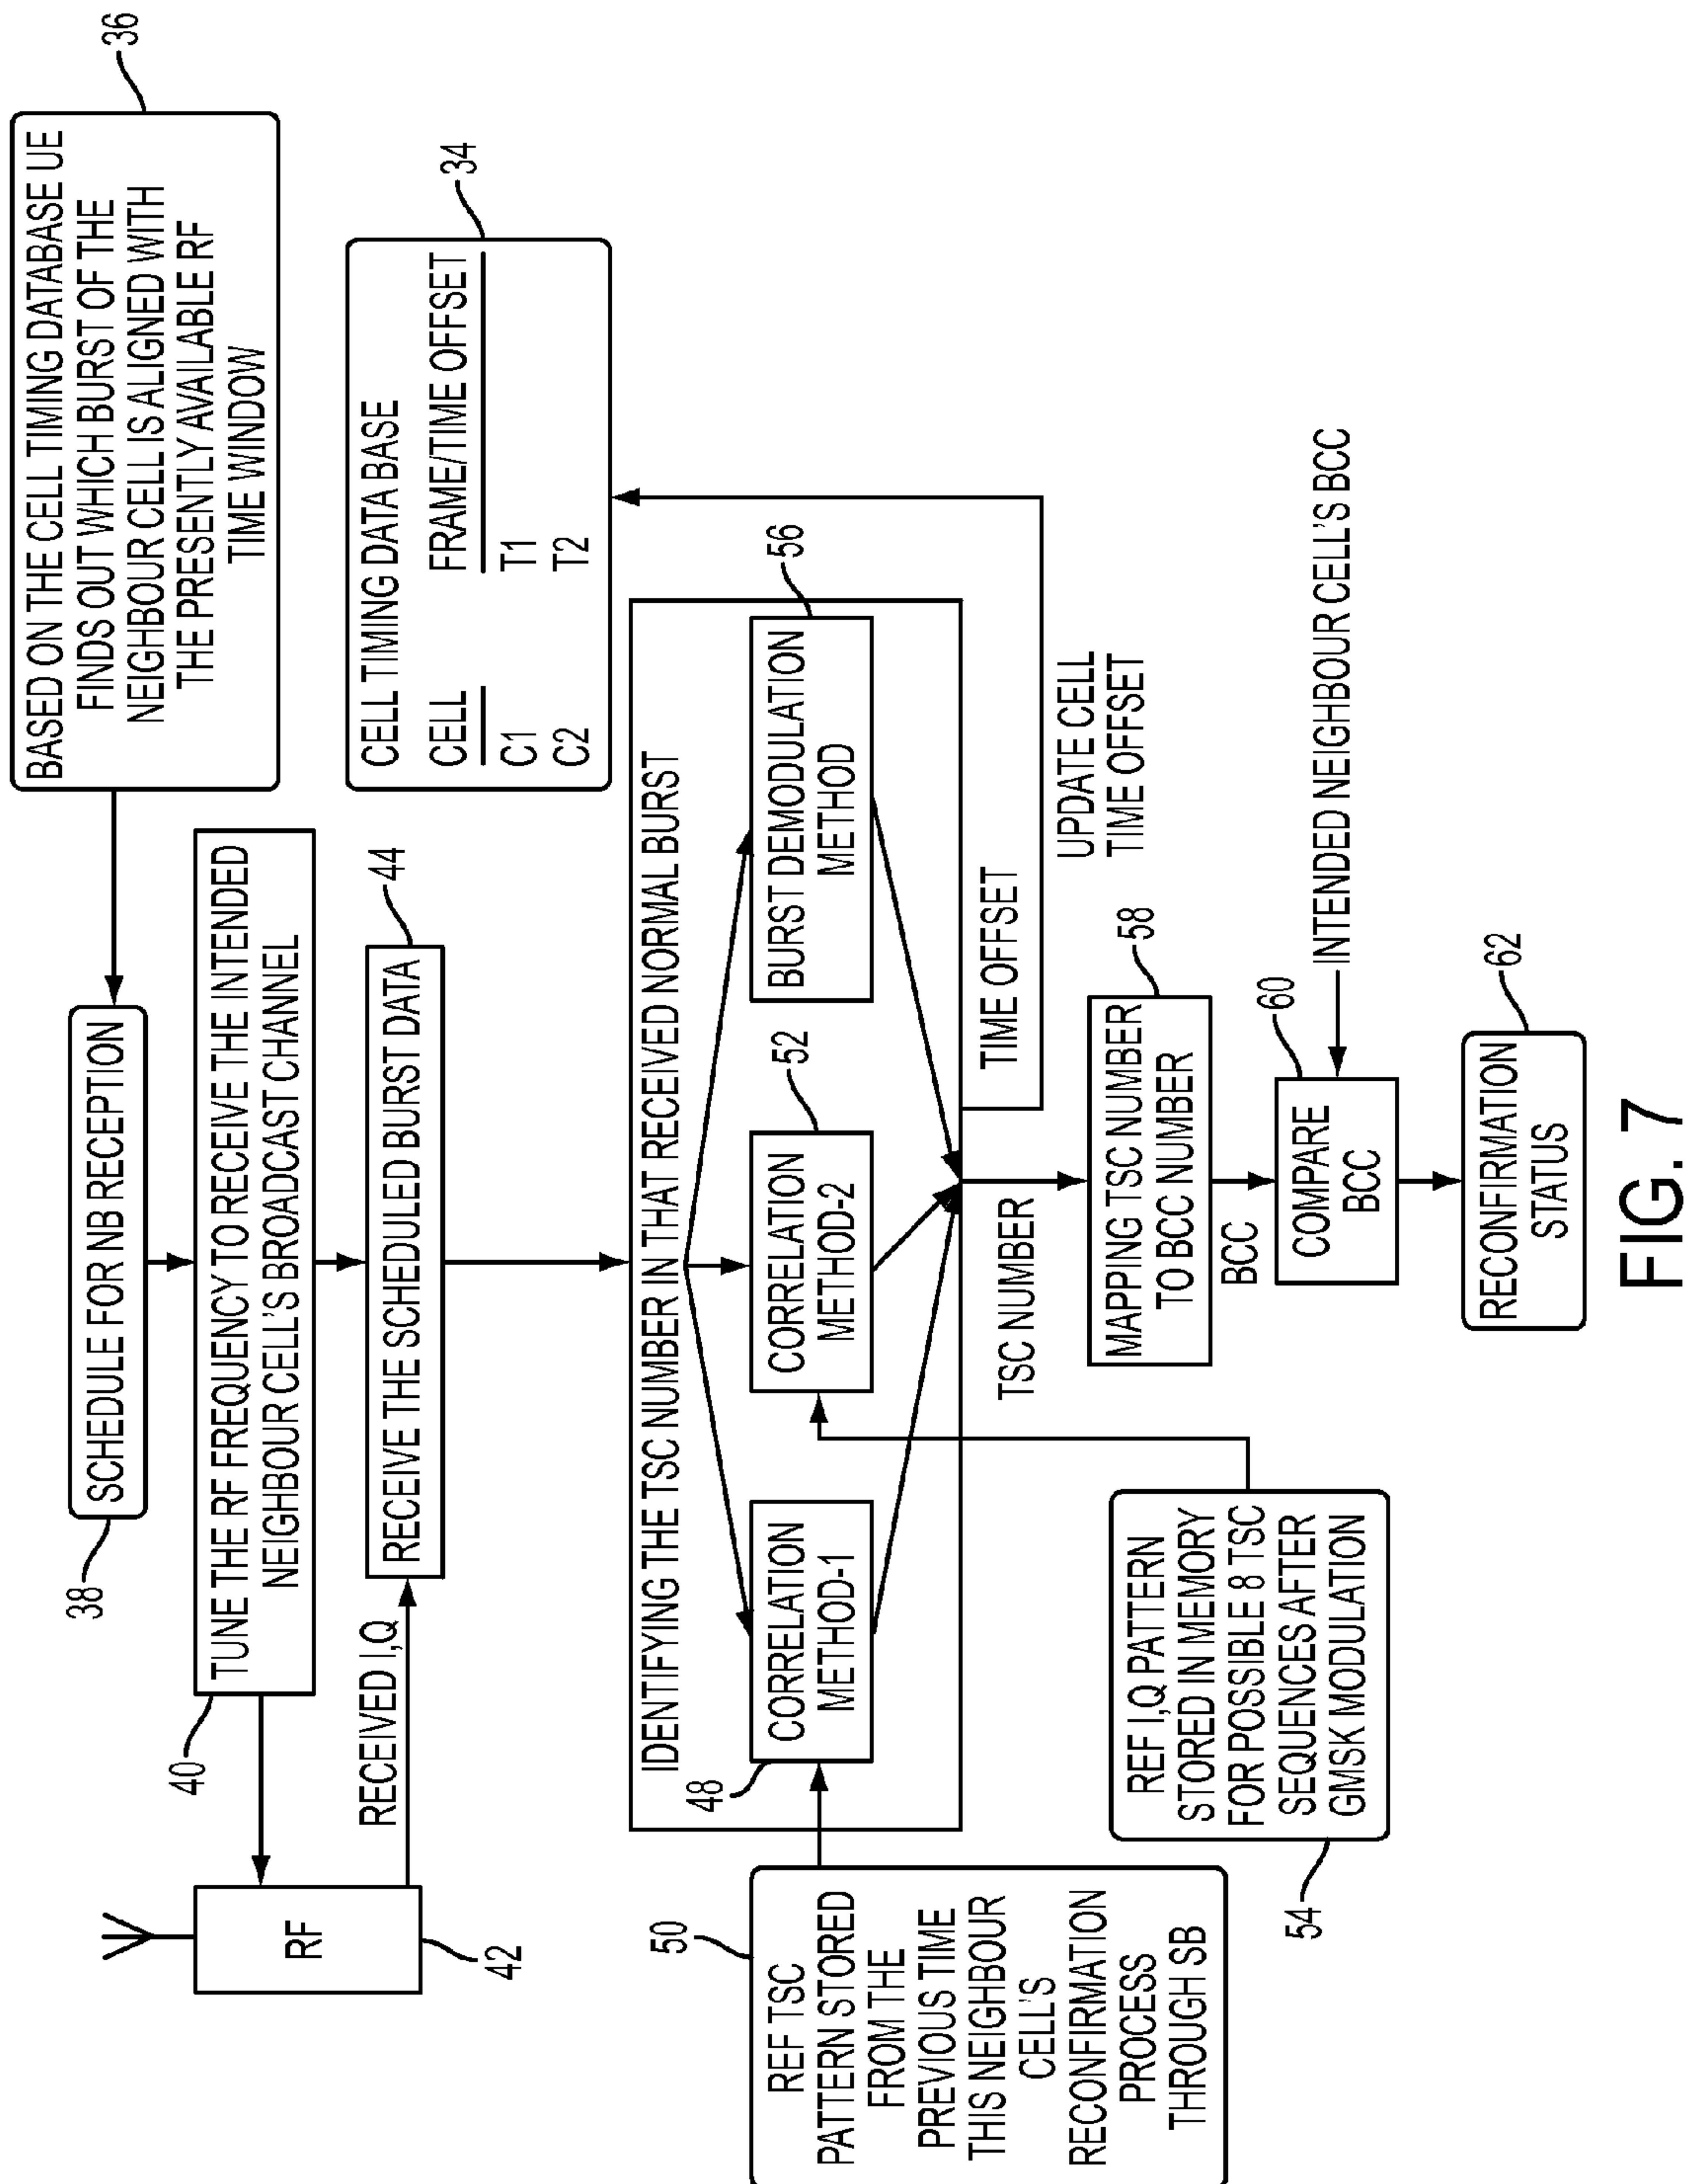 36
BASED ON THE CELL TIMING DATABASE UE
FINDS OUT WHICH BURST OF THE
NEIGHBOUR CELL IS ALIGNED WITH
THE PRESENTLY AVAILABLE RF
TIME WINDOW
38
SCHEDULE FOR NB RECEPTION
40
TUNE THE RF FREQUENCY TO RECEIVE THE INTENDED
NEIGHBOUR CELL'S BROADCAST CHANNEL
RF
42
RECEIVED I,Q
44
RECEIVE THE SCHEDULED BURST DATA
34
CELL TIMING DATA BASE
CELL FRAME/TIME OFFSET
C1 T1
C2 T2
IDENTIFYING THE TSC NUMBER IN THAT RECEIVED NORMAL BURST
48
CORRELATION
METHOD-1
52
CORRELATION
METHOD-2
56
BURST DEMODULATION
METHOD
50
REF TSC
PATTERN STORED
FROM THE
PREVIOUS TIME
THIS NEIGHBOUR
CELL'S
RECONFIRMATION
PROCESS
THROUGH SB
54
REF I,Q PATTERN
STORED IN MEMORY
FOR POSSIBLE 8 TSC
SEQUENCES AFTER
GMSK MODULATION
TSC NUMBER
TIME OFFSET
UPDATE CELL
TIME OFFSET
58
MAPPING TSC NUMBER
TO BCC NUMBER
BCC
60
COMPARE
BCC
INTENDED NEIGHBOUR CELL'S BCC
62
RECONFIRMATION
STATUS
FIG. 7